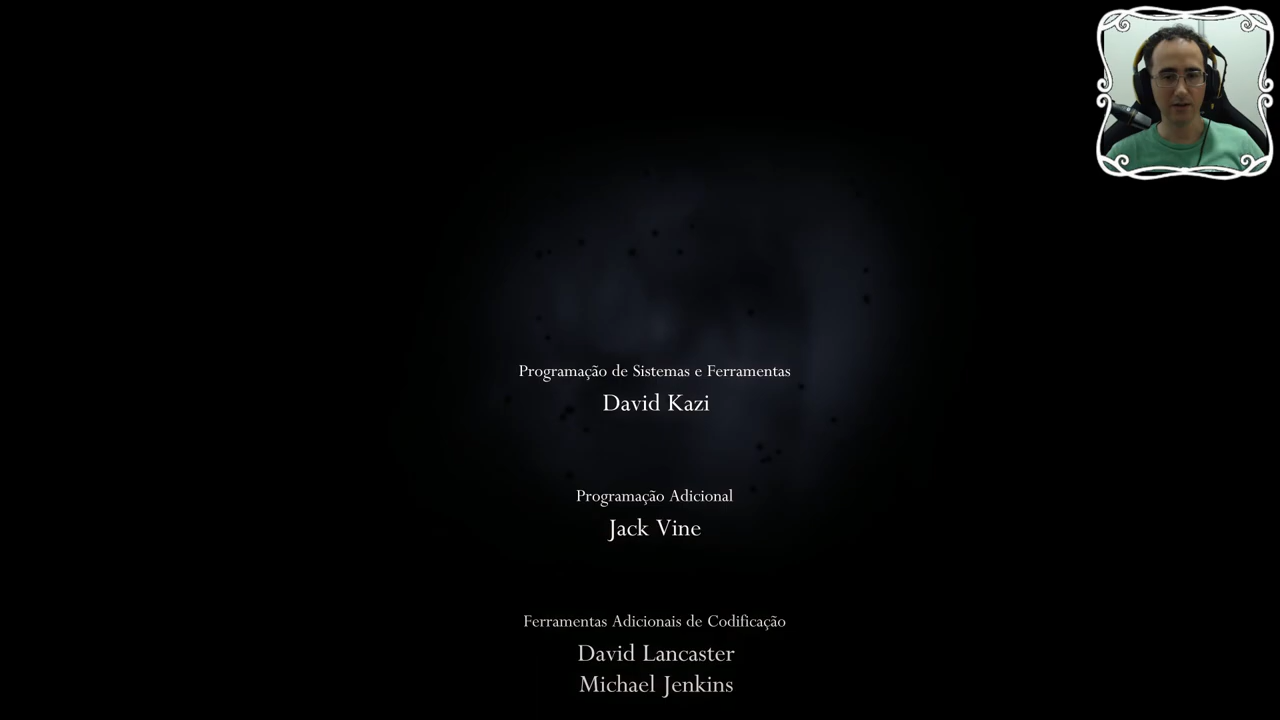 Programação de Sistemas e Ferramentas
David Kazi
Programação Adicional
Jack Vine
Ferramentas Adicionais de Codificação
David Lancaster
Michael Jenkins